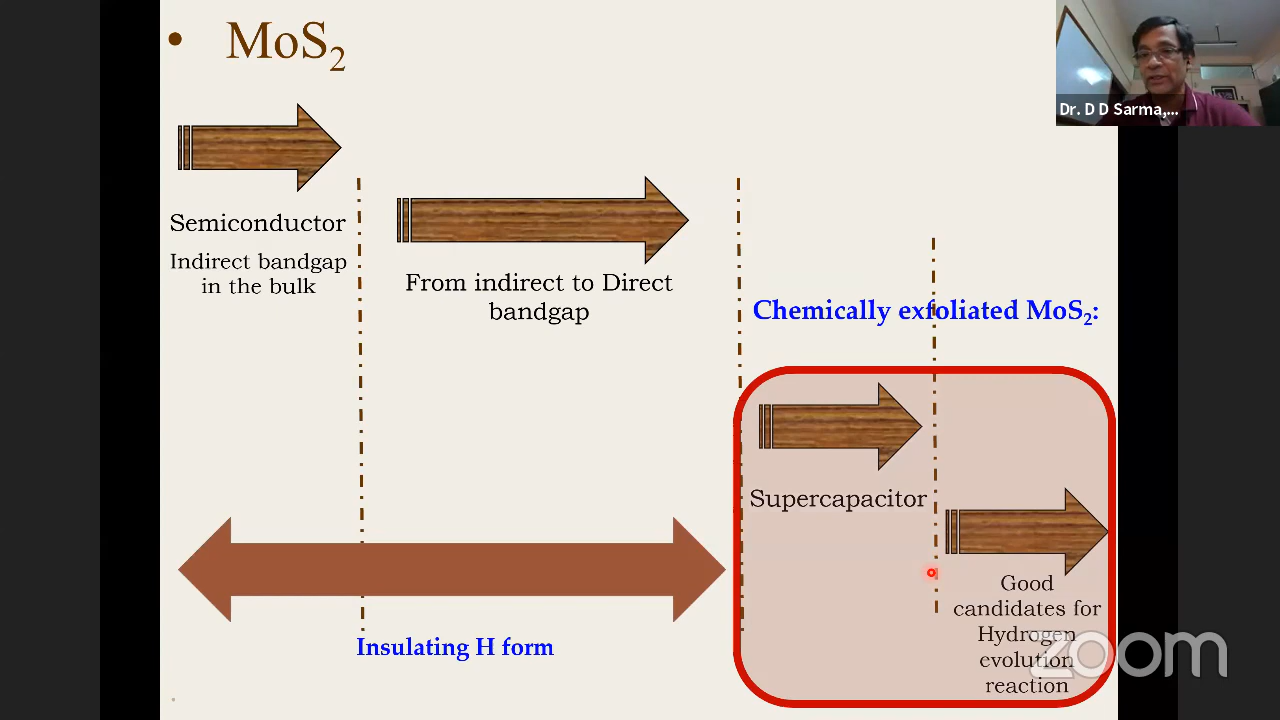 • MoS₂
Dr. D D Sarma,...
Semiconductor
Indirect bandgap
in the bulk
From indirect to Direct
bandgap
Chemically exfoliated MoS₂:
Supercapacitor
Good
candidates for
Hydrogen
evolution
reaction
Insulating H form
zoom